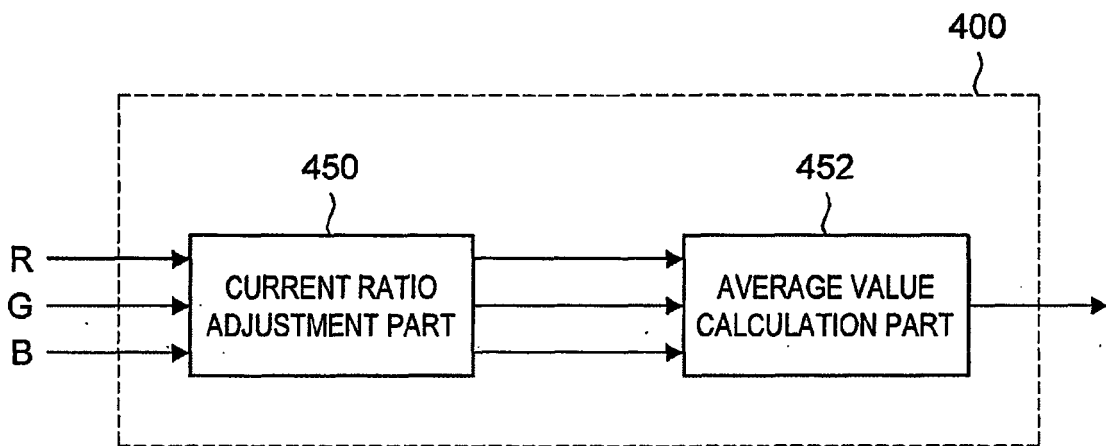 400
450
452
R
G
B
CURRENT RATIO
ADJUSTMENT PART
AVERAGE VALUE
CALCULATION PART